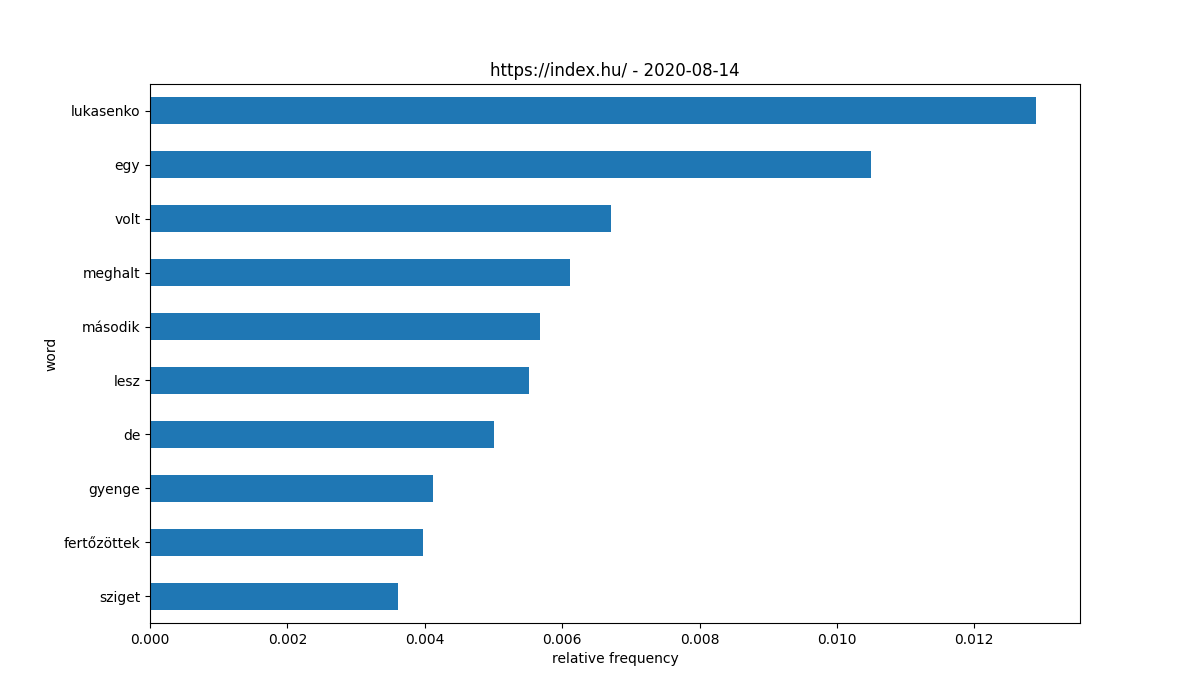 https://index.hu/ - 2020-08-14
lukasenko
egy
volt
meghalt
második
lesz
de
gyenge
fertőzöttek
sziget
word
0.000 0.002 0.004 0.006 0.008 0.010 0.012
relative frequency